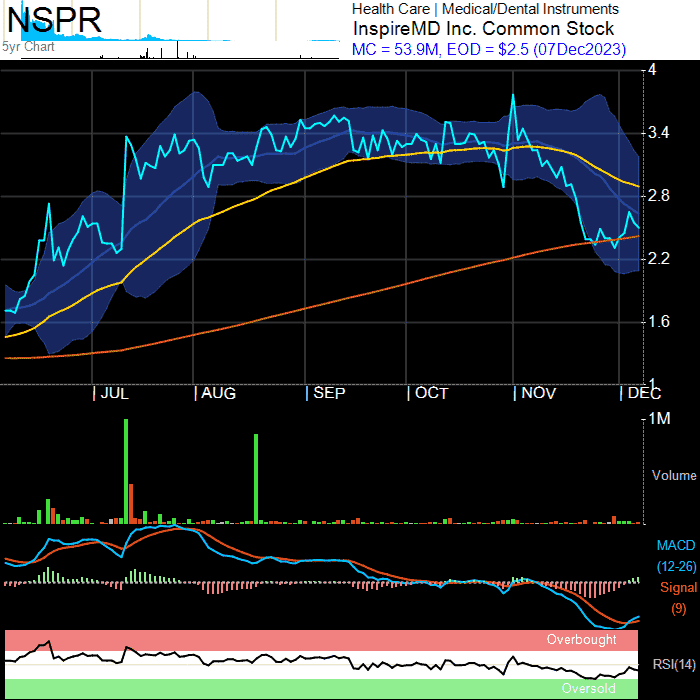 NSPR
5yr Chart
Health Care | Medical/Dental Instruments
InspireMD Inc. Common Stock
MC = 53.9M, EOD = $2.5 (07Dec2023)
4
3.4
2.8
2.2
1.6
1
JUL AUG SEP OCT NOV DEC
1M
Volume
MACD
(12-26)
Signal
(9)
Overbought
RSI(14)
Oversold